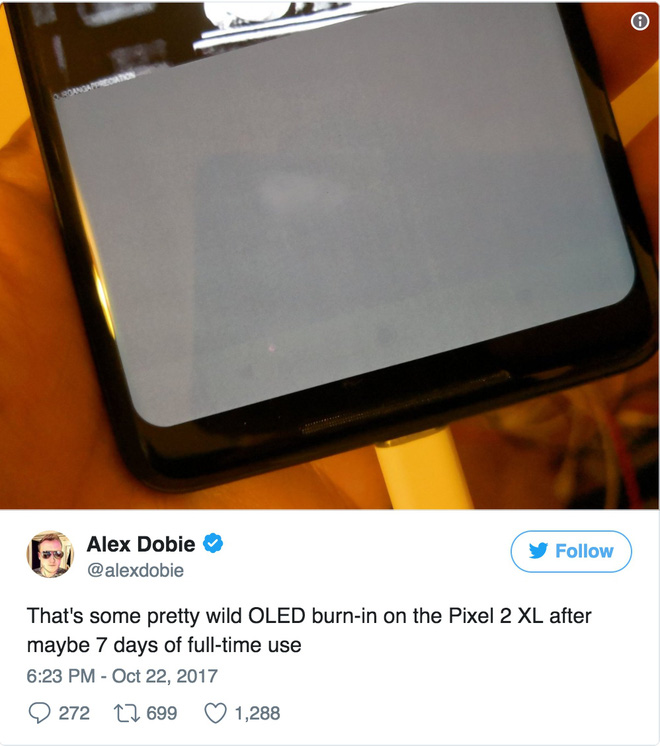 Alex Dobie
@alexdobie
Follow
That's some pretty wild OLED burn-in on the Pixel 2 XL after
maybe 7 days of full-time use
6:23 PM - Oct 22, 2017
272 699 1,288